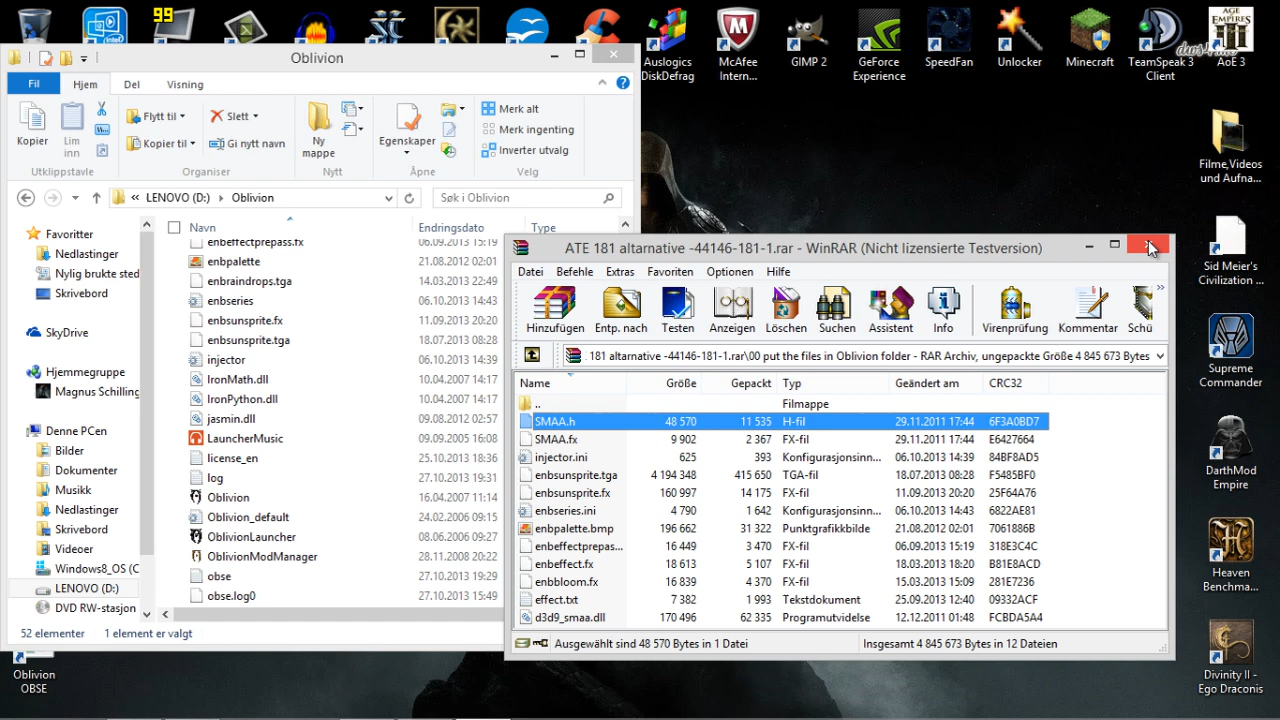 99
Auslogics DiskDefrag
McAfee Intern...
GIMP 2
GeForce Experience
SpeedFan
Unlocker
Minecraft
TeamSpeak 3 Client
AGE EMPIRES III
AoE 3
Filme,Videos und Aufna...
Sid Meier's Civilization ...
Supreme Commander
DarthMod Empire
Heaven Benchma...
Divinity II - Ego Draconis
Oblivion OBSE
Oblivion
Fil
Hjem
Del
Visning
Kopier
Lim inn
Utklippstavle
Flytt til
Kopier til
Slett
Gi nytt navn
Organiser
Ny mappe
Nytt
Egenskaper
Åpne
Merk alt
Merk ingenting
Inverter utvalg
Velg
« LENOVO (D:) Oblivion
Søk i Oblivion
Favoritter
Nedlastinger
Nylig brukte sted
Skrivebord
SkyDrive
Hjemmegruppe
Magnus Schilling
Denne PCen
Bilder
Dokumenter
Musikk
Nedlastinger
Skrivebord
Videoer
Windows8_OS (C
LENOVO (D:)
DVD RW-stasjon
Navn Endringsdato Type
enbeffectprepass.fx 06.09.2013 15:19
enbpalette 21.08.2012 02:01
enbraindrops.tga 14.03.2013 22:49
enbseries 06.10.2013 14:43
enbsunsprite.fx 11.09.2013 20:20
enbsunsprite.tga 18.07.2013 08:28
injector 06.10.2013 14:39
IronMath.dll 10.04.2007 14:17
IronPython.dll 10.04.2007 14:17
jasmin.dll 09.08.2012 02:57
LauncherMusic 09.09.2005 16:08
license_en 25.10.2013 18:36
log 27.10.2013 19:31
Oblivion 16.04.2007 11:14
Oblivion_default 24.02.2006 09:15
OblivionLauncher 08.06.2006 09:27
OblivionModManager 28.11.2008 20:22
obse 27.10.2013 19:29
obse.log0 27.10.2013 15:49
52 elementer 1 element er valgt
ATE 181 altarnative -44146-181-1.rar - WinRAR (Nicht lizensierte Testversion)
Datei Befehle Extras Favoriten Optionen Hilfe
Hinzufügen Entp. nach Testen Anzeigen Löschen Suchen Assistent Info Virenprüfung Kommentar Schü
181 altarnative -44146-181-1.rar\00 put the files in Oblivion folder - RAR Archiv, ungepackte Größe 4 845 673 Bytes
Name Größe Gepackt Typ Geändert am CRC32
.. Filmappe
SMAA.h 48 570 11 535 H-fil 29.11.2011 17:44 6F3A0BD7
SMAA.fx 9 902 2 367 FX-fil 29.11.2011 17:44 E6427664
injector.ini 625 393 Konfigurasjonsinn... 06.10.2013 14:39 84BF8AD5
enbsunsprite.tga 4 194 348 415 650 TGA-fil 18.07.2013 08:28 F5485BF0
enbsunsprite.fx 160 997 14 175 FX-fil 11.09.2013 20:20 25F64A76
enbseries.ini 4 790 1 642 Konfigurasjonsinn... 06.10.2013 14:43 6822AE81
enbpalette.bmp 196 662 31 322 Punktgrafikkbilde 21.08.2012 02:01 7061886B
enbeffectprepas... 16 449 3 470 FX-fil 06.09.2013 15:19 318E3C4C
enbeffect.fx 18 613 5 107 FX-fil 18.03.2013 18:20 B81E8ACD
enbbloom.fx 16 839 4 370 FX-fil 15.03.2013 15:09 281E7236
effect.txt 7 382 1 993 Tekstdokument 25.09.2013 12:40 09332ACF
d3d9_smaa.dll 170 496 62 335 Programutvidelse 12.12.2011 01:48 FCBDA5A4
Ausgewählt sind 48 570 Bytes in 1 Datei Insgesamt 4 845 673 Bytes in 12 Dateien